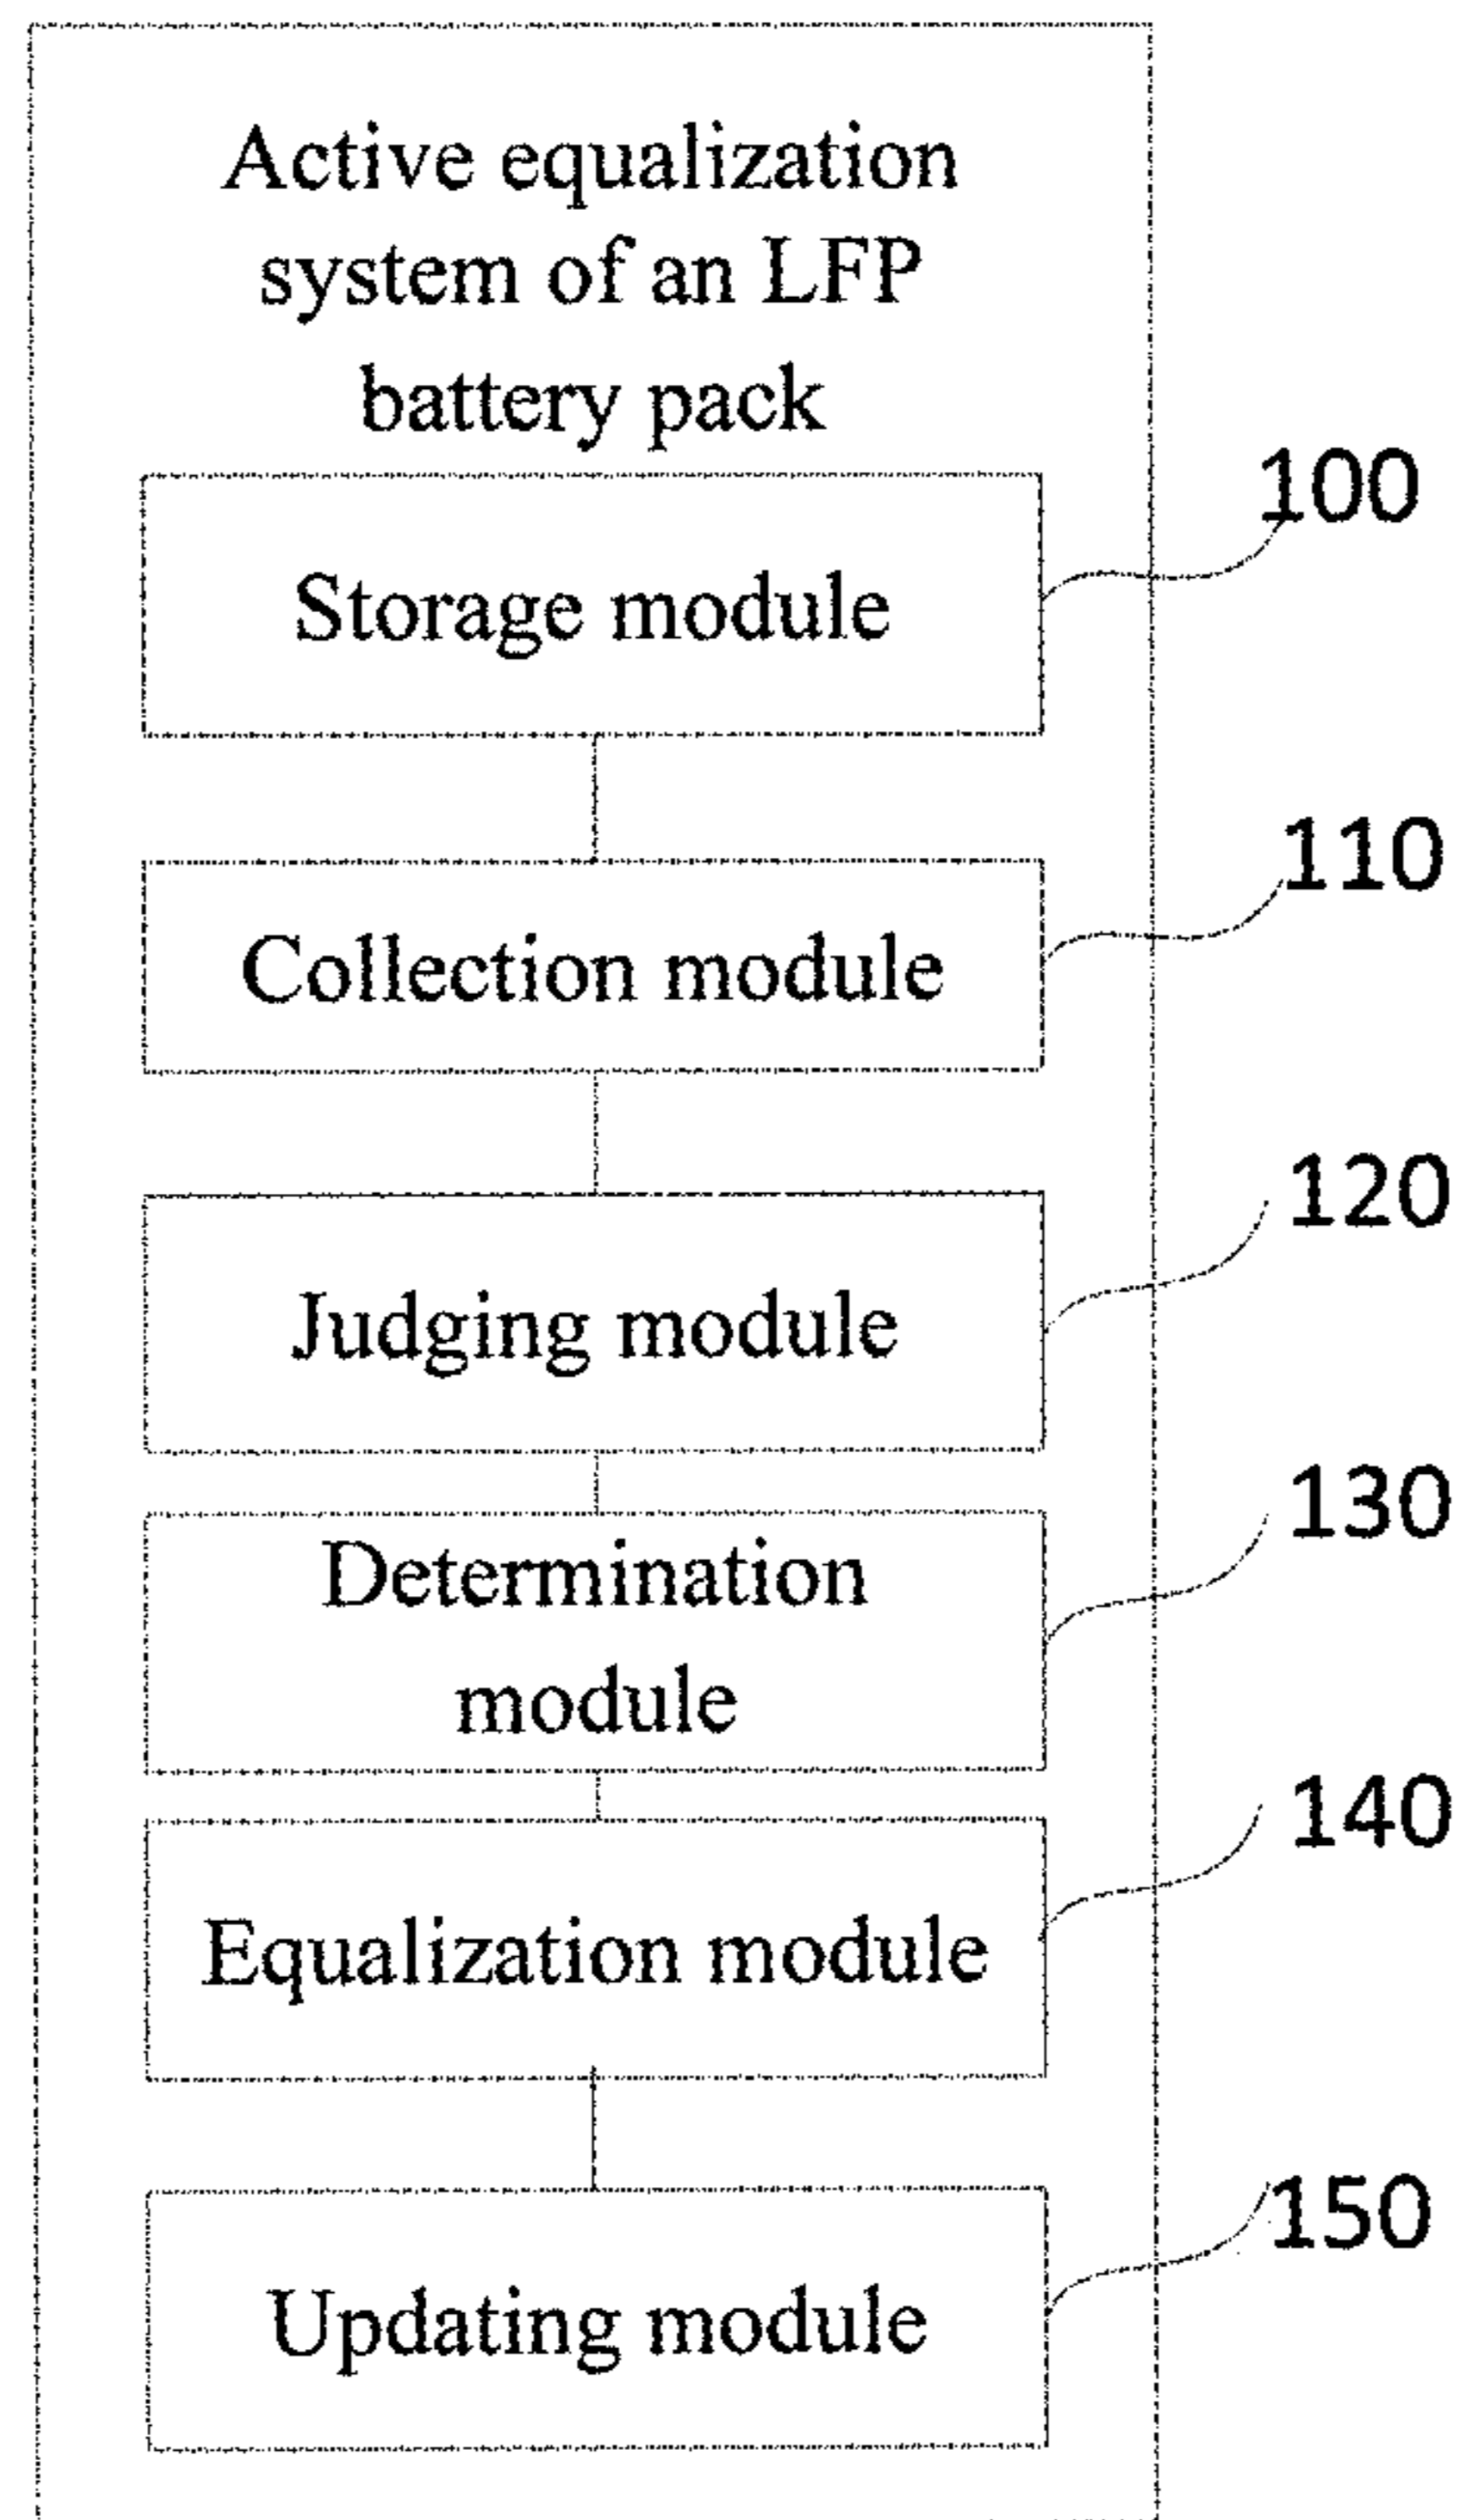 Active equalization
system of an LFP
battery pack
100
Storage module
110
Collection module
120
Judging module
130
Determination
module
140
Equalization module
150
Updating module